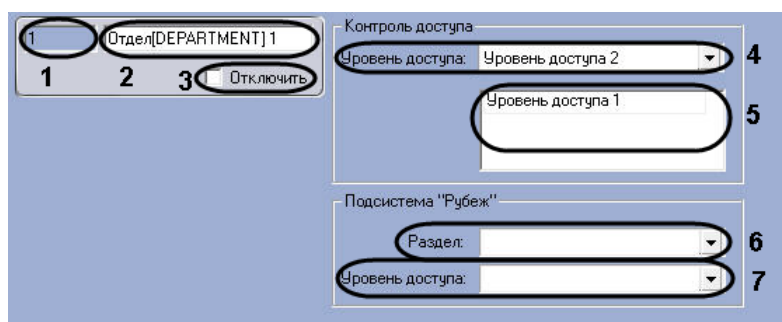 1 Отдел[DEPARTMENT] 1
1 2 3 Отключить
Контроль доступа
Уровень доступа: Уровень доступа 2 4
Уровень доступа 1 5
Подсистема "Рубеж"
Раздел: 6
Уровень доступа: 7